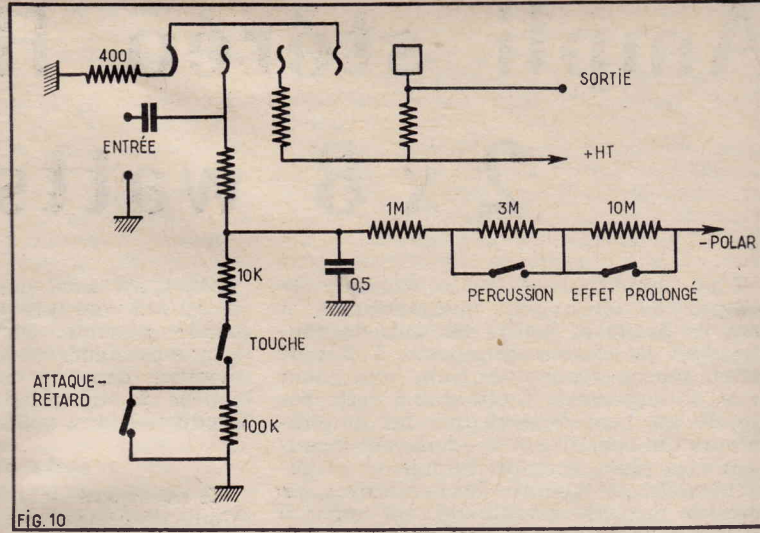 400
SORTIE
ENTRÉE
+HT
1M
3M
10M
-POLAR
10K
0,5
PERCUSSION
EFFET PROLONGÉ
TOUCHE
ATTAQUE-
RETARD
100K
FIG. 10